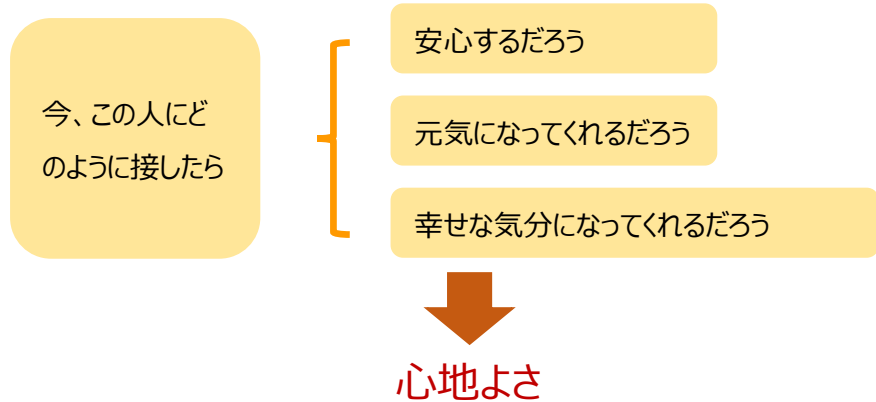 今、この人にど
のように接したら
安心するだろう
元気になってくれるだろう
幸せな気分になってくれるだろう
心地よさ